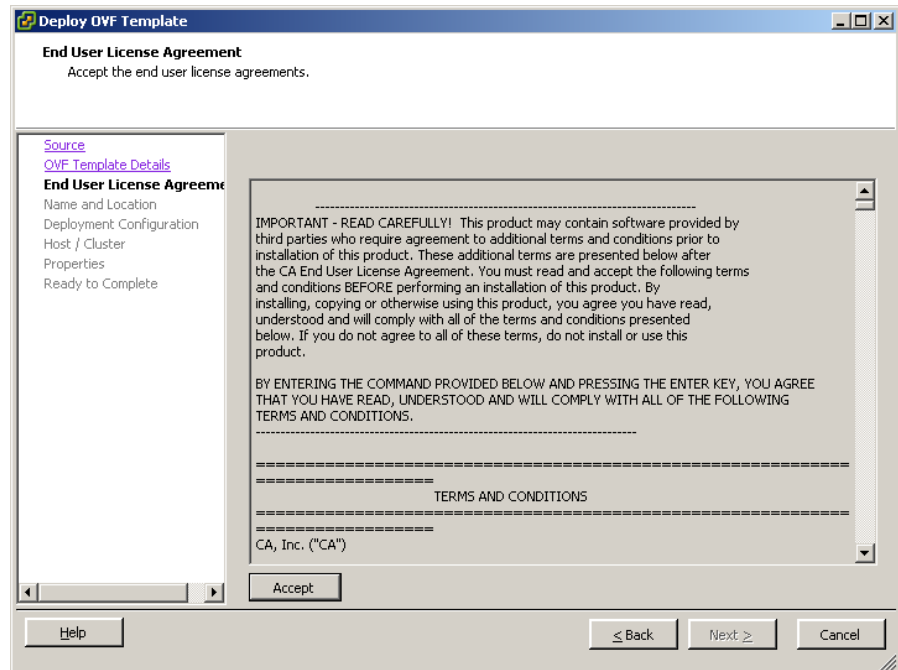 Deploy OVF Template
End User License Agreement
Accept the end user license agreements.
Source
OVF Template Details
End User License Agreeme
Name and Location
Deployment Configuration
Host / Cluster
Properties
Ready to Complete
--------------------------------------------------------------------------------
IMPORTANT - READ CAREFULLY!  This product may contain software provided by
third parties who require agreement to additional terms and conditions prior to
installation of this product. These additional terms are presented below after
the CA End User License Agreement. You must read and accept the following terms
and conditions BEFORE performing an installation of this product. By
installing, copying or otherwise using this product, you agree you have read,
understood and will comply with all of the terms and conditions presented
below. If you do not agree to all of these terms, do not install or use this
product.
BY ENTERING THE COMMAND PROVIDED BELOW AND PRESSING THE ENTER KEY, YOU AGREE
THAT YOU HAVE READ, UNDERSTOOD AND WILL COMPLY WITH ALL OF THE FOLLOWING
TERMS AND CONDITIONS.
--------------------------------------------------------------------------------
============================================================
==================
TERMS AND CONDITIONS
============================================================
==================
CA, Inc. ("CA")
Accept
Help
≤ Back
Next ≥
Cancel